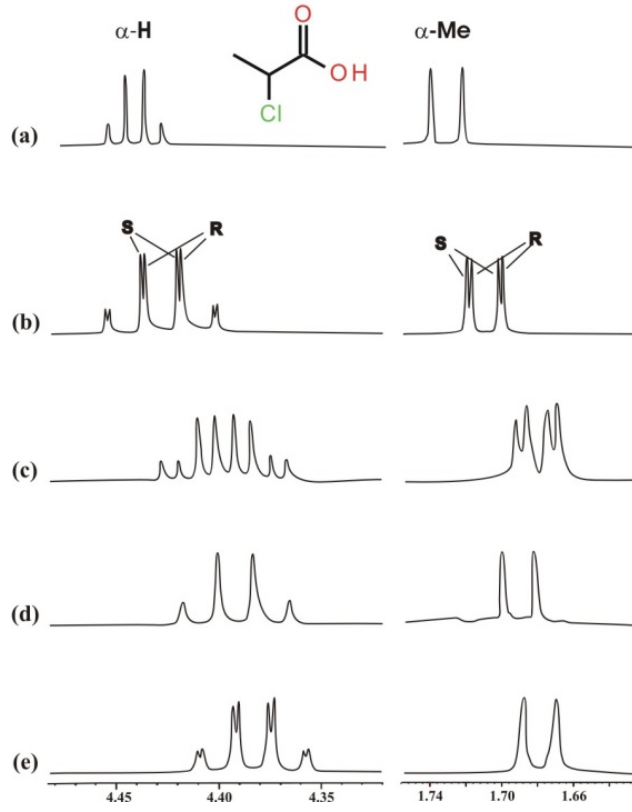 α-H
O
α-Me
OH
Cl
(a)
S R
S R
(b)
(c)
(d)
(e)
4.45 4.40 4.35 1.74 1.70 1.66